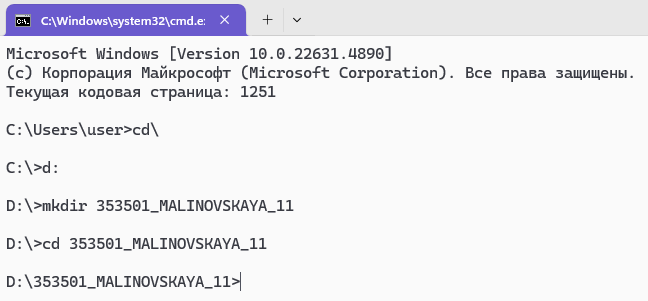 C:\Windows\system32\cmd.e
Microsoft Windows [Version 10.0.22631.4890]
(c) Корпорация Майкрософт (Microsoft Corporation). Все права защищены.
Текущая кодовая страница: 1251
C:\Users\user>cd\
C:\>d:
D:\>mkdir 353501_MALINOVSKAYA_11
D:\>cd 353501_MALINOVSKAYA_11
D:\353501_MALINOVSKAYA_11>